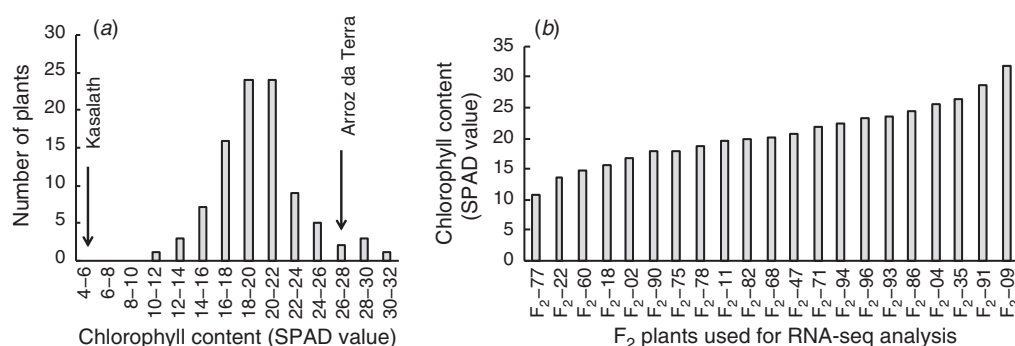 (a)
Number of plants
30
25
20
15
10
5
0
Kasalath
Arroz da Terra
4–6
6–8
8–10
10–12
12–14
14–16
16–18
18–20
20–22
22–24
24–26
26–28
28–30
30–32
Chlorophyll content (SPAD value)
(b)
Chlorophyll content
(SPAD value)
35
30
25
20
15
10
5
0
F₂–77
F₂–22
F₂–60
F₂–18
F₂–02
F₂–90
F₂–75
F₂–78
F₂–11
F₂–82
F₂–68
F₂–47
F₂–71
F₂–94
F₂–96
F₂–93
F₂–86
F₂–04
F₂–35
F₂–91
F₂–09
F₂ plants used for RNA-seq analysis